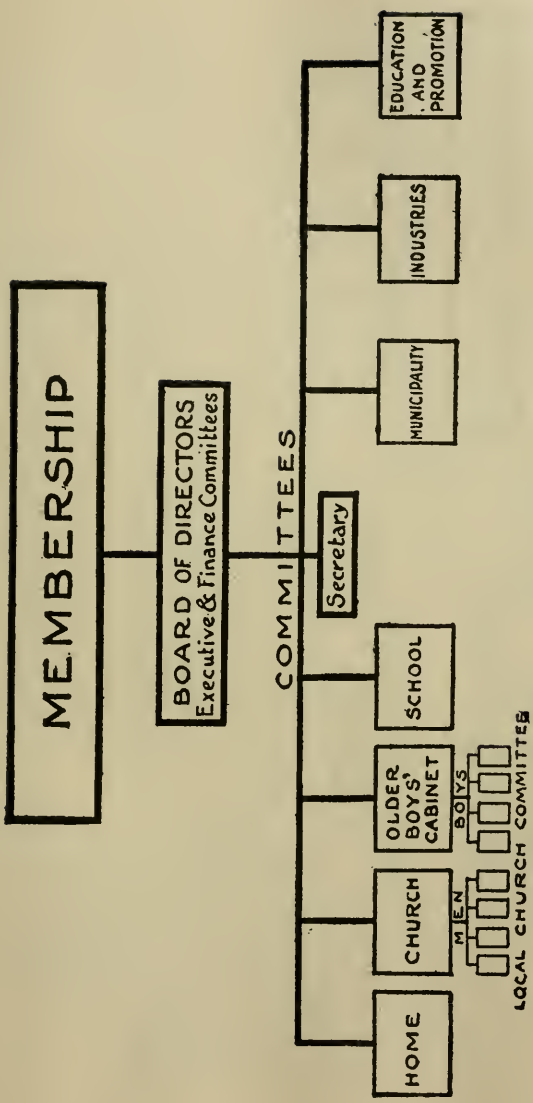 MEMBERSHIP
BOARD OF DIRECTORS
Executive & Finance Committees
COMMITTEES
Secretary
HOME
CHURCH
OLDER
BOYS'
CABINET
SCHOOL
MUNICIPALITY
INDUSTRIES
EDUCATION
AND
PROMOTION
MEN
BOYS
LOCAL CHURCH COMMITTEE